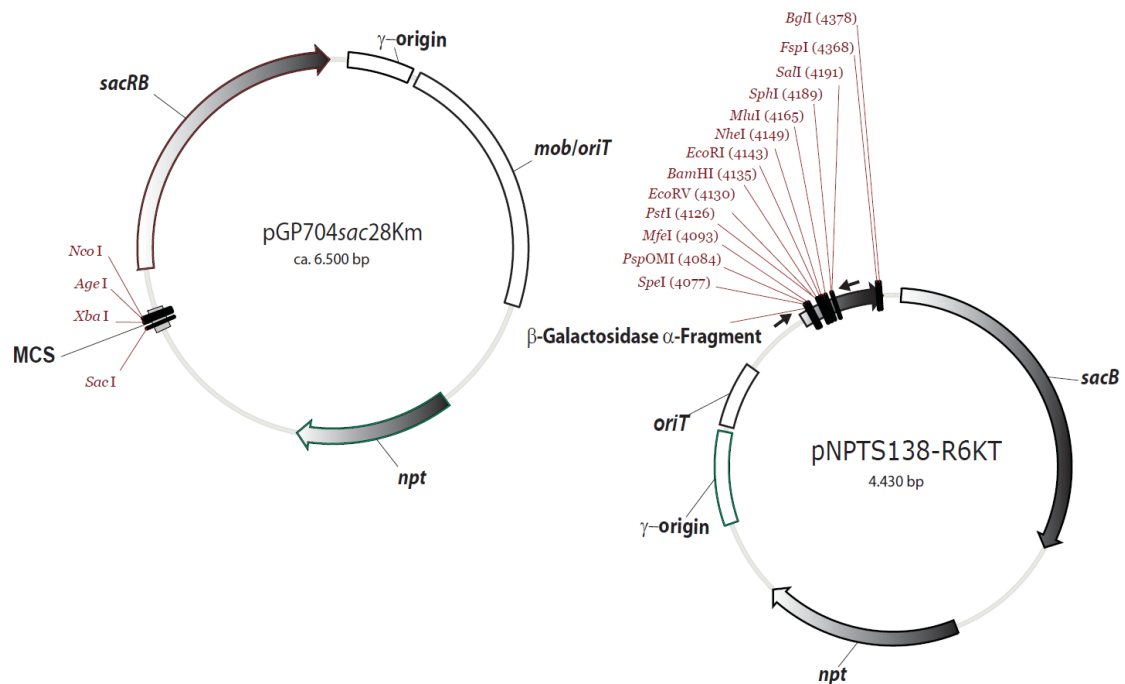 γ–origin
sacRB
mob/oriT
pGP704sac28Km
ca. 6.500 bp
NcoI
AgeI
XbaI
MCS
SacI
npt
BglI (4378)
FspI (4368)
SalI (4191)
SphI (4189)
MluI (4165)
NheI (4149)
EcoRI (4143)
BamHI (4135)
EcoRV (4130)
PstI (4126)
MfeI (4093)
PspOMI (4084)
SpeI (4077)
β-Galactosidase α-Fragment
sacB
oriT
pNPTS138-R6KT
4.430 bp
γ–origin
npt